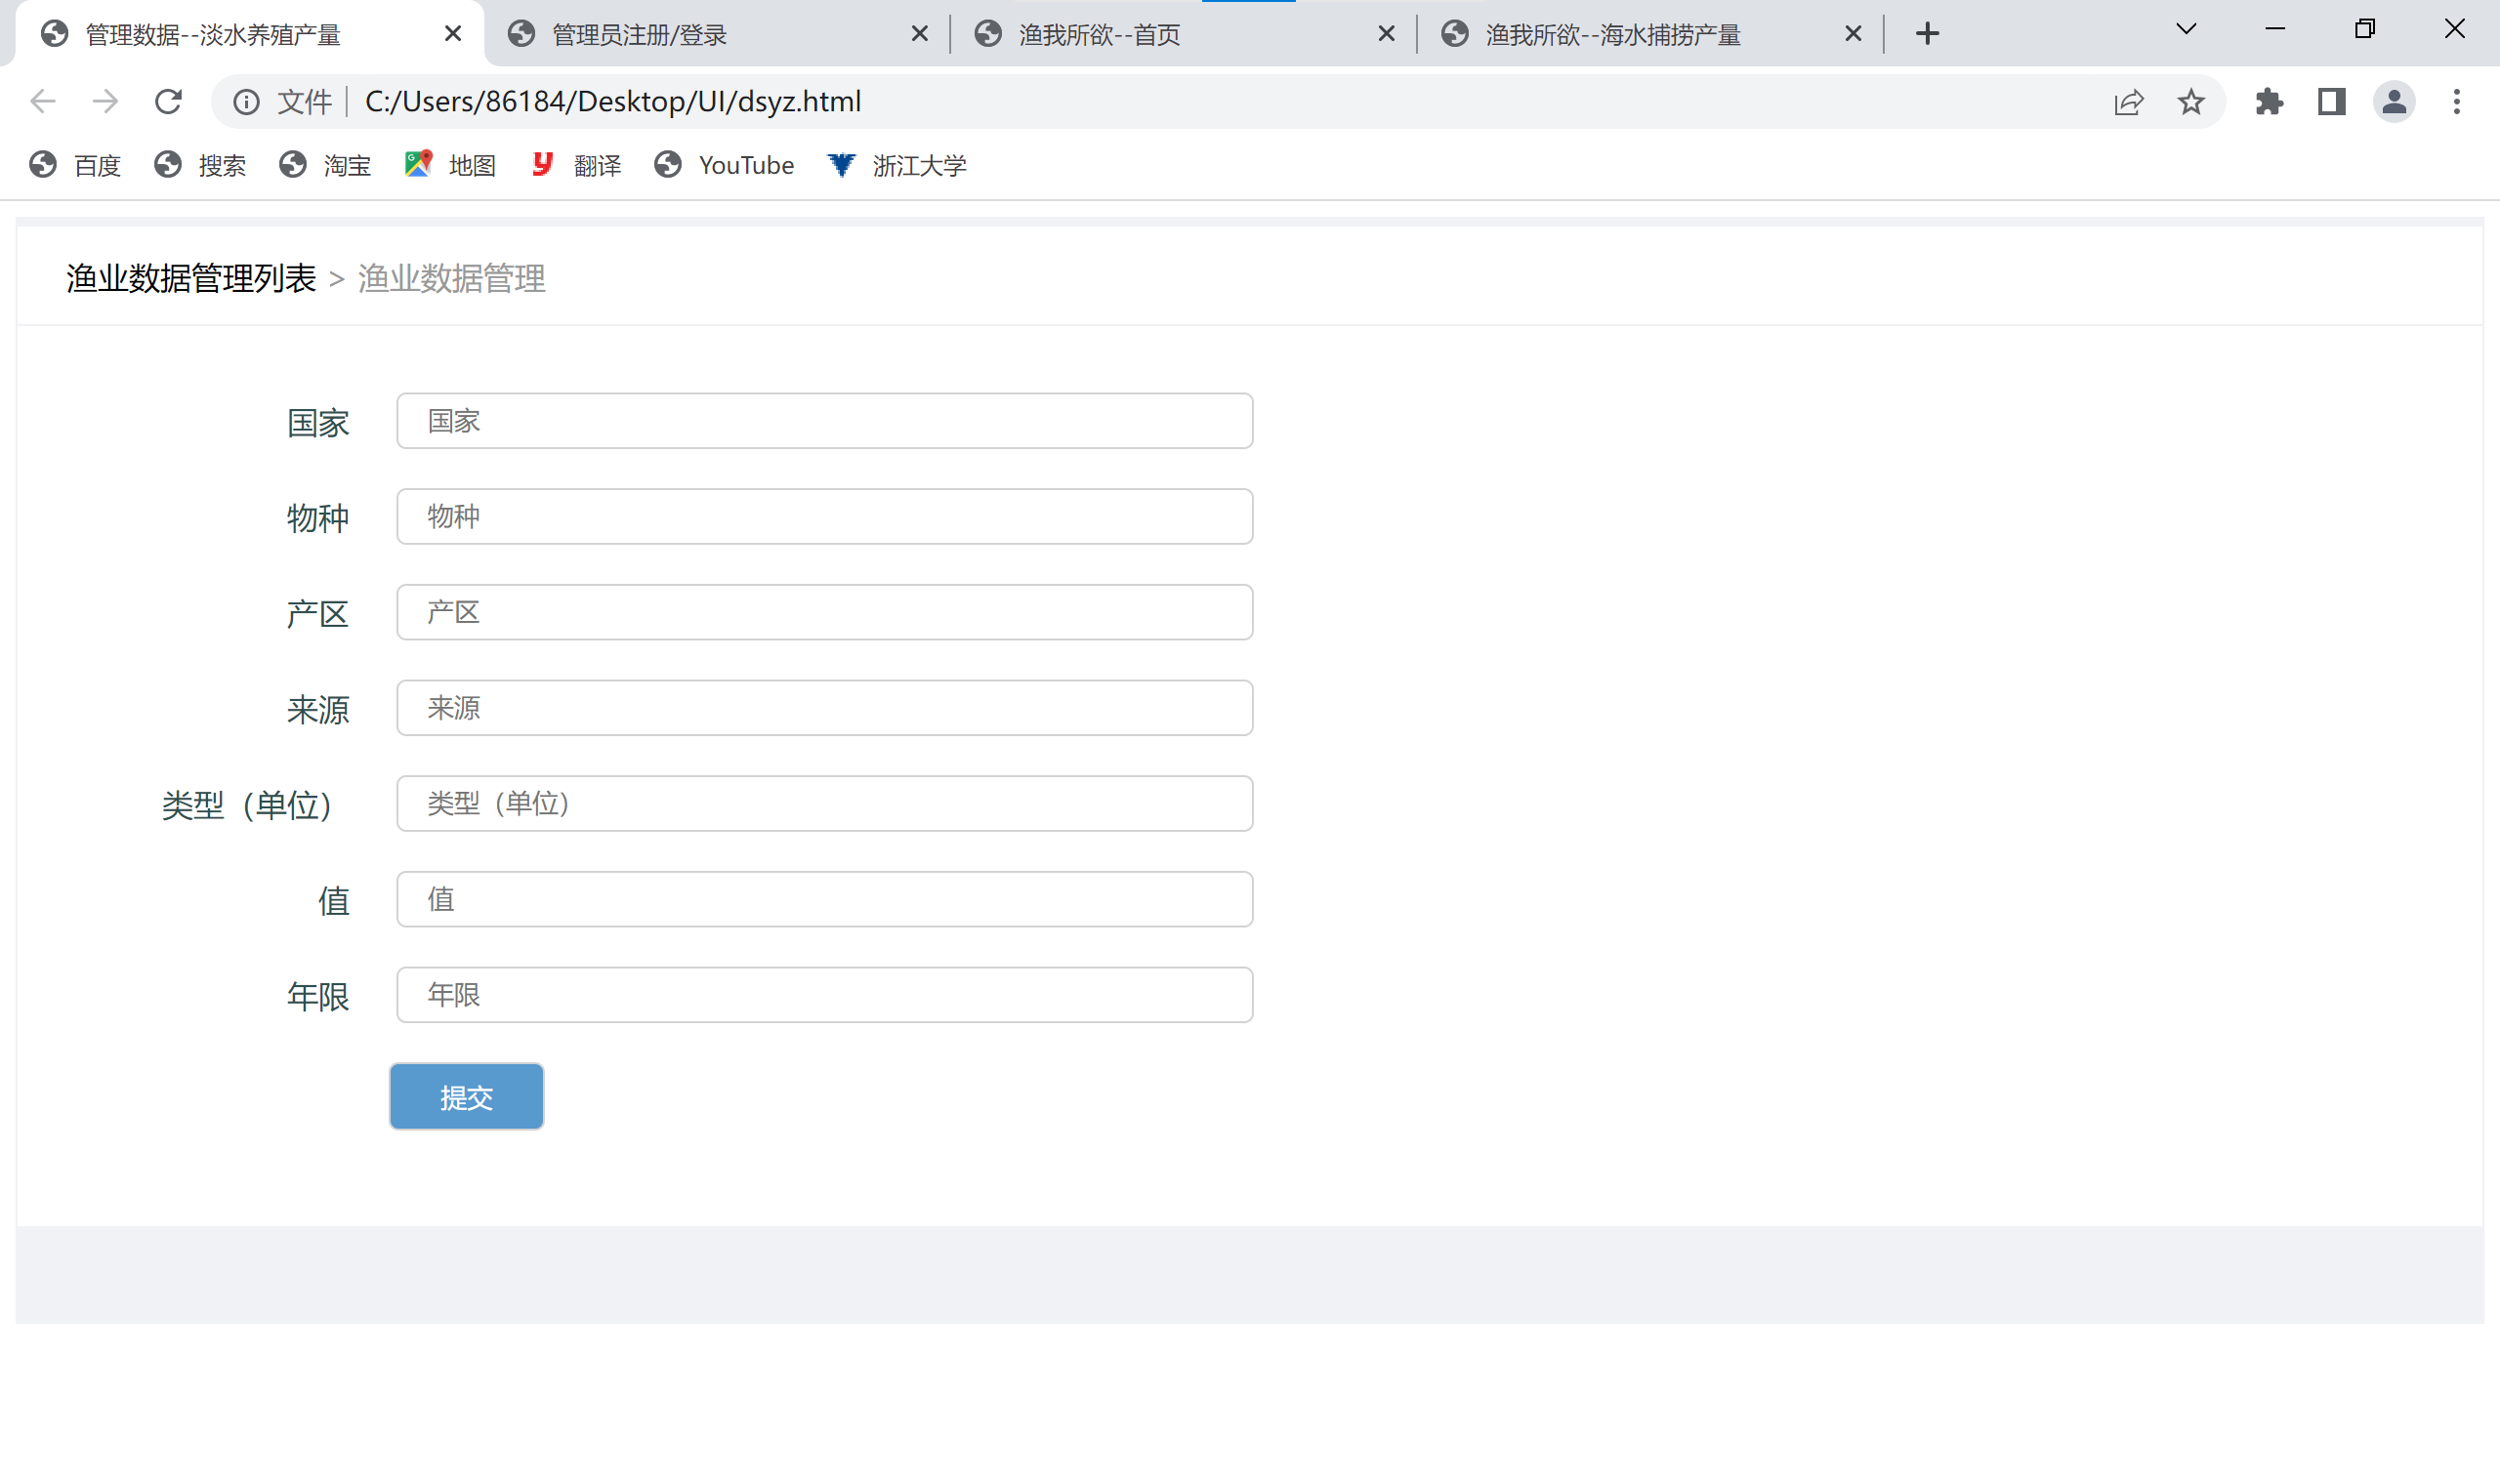 管理数据--淡水养殖产量
管理员注册/登录
渔我所欲--首页
渔我所欲--海水捕捞产量
文件 C:/Users/86184/Desktop/UI/dsyz.html
百度 搜索 淘宝 地图 翻译 YouTube 浙江大学
渔业数据管理列表 > 渔业数据管理
国家 国家
物种 物种
产区 产区
来源 来源
类型（单位） 类型（单位）
值 值
年限 年限
提交